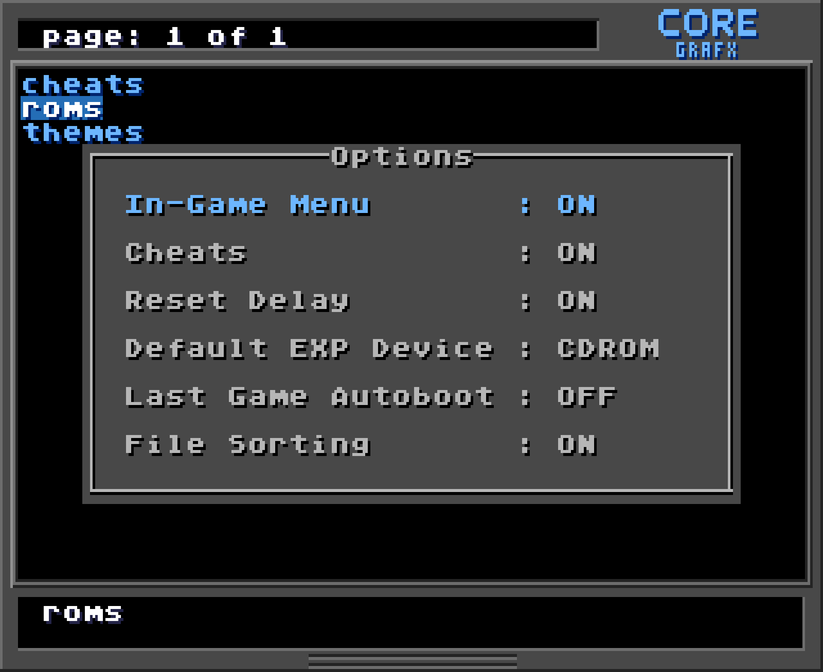 page: 1 of 1
CORE
GRAFX
cheats
roms
themes
Options
In-Game Menu : ON
Cheats : ON
Reset Delay : ON
Default EXP Device : CDROM
Last Game Autoboot : OFF
File Sorting : ON
roms